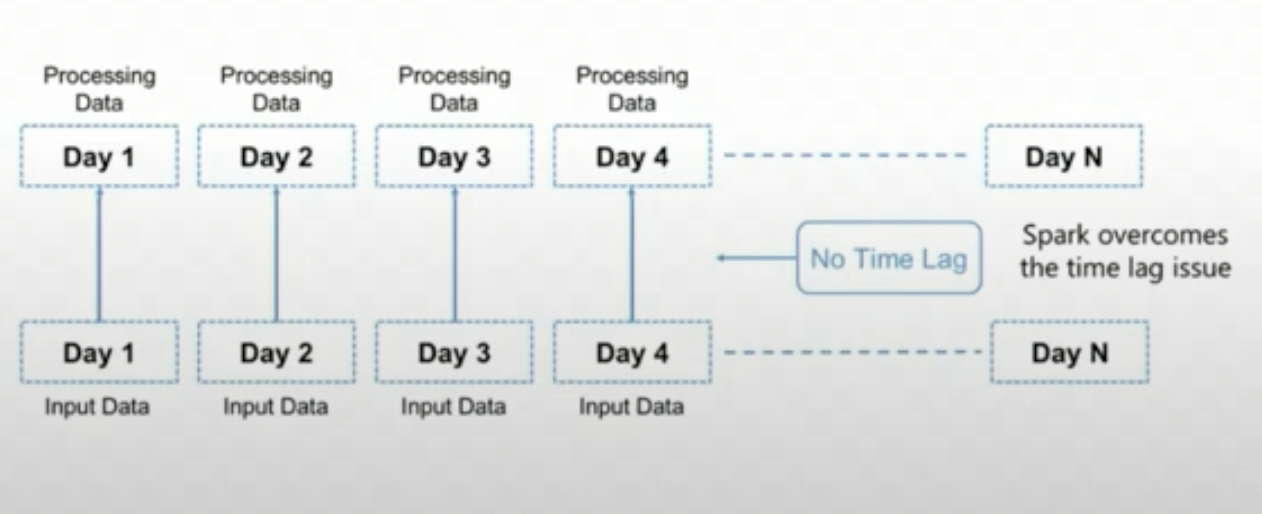 Processing
Data
Processing
Data
Processing
Data
Processing
Data
Day 1
Day 2
Day 3
Day 4
Day N
No Time Lag
Spark overcomes
the time lag issue
Day 1
Day 2
Day 3
Day 4
Day N
Input Data
Input Data
Input Data
Input Data